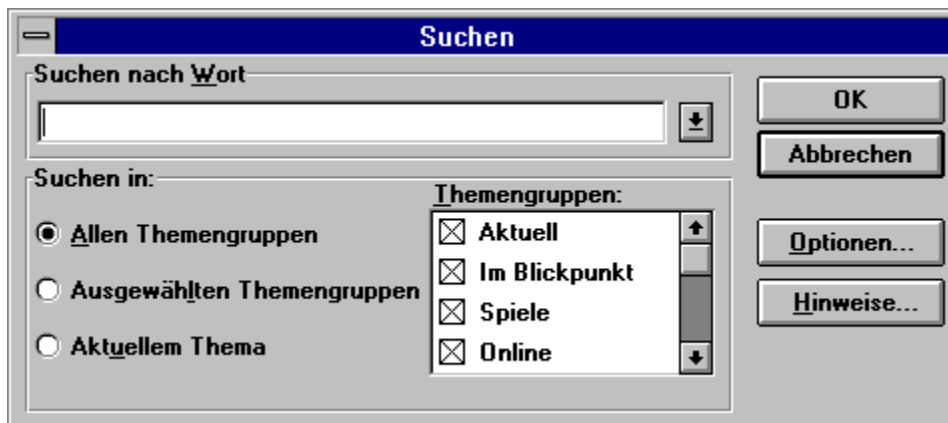 Suchen
Suchen nach Wort
OK
Abbrechen
Suchen in:
Themengruppen:
Allen Themengruppen
Ausgewählten Themengruppen
Aktuellem Thema
Aktuell
Im Blickpunkt
Spiele
Online
Optionen...
Hinweise...